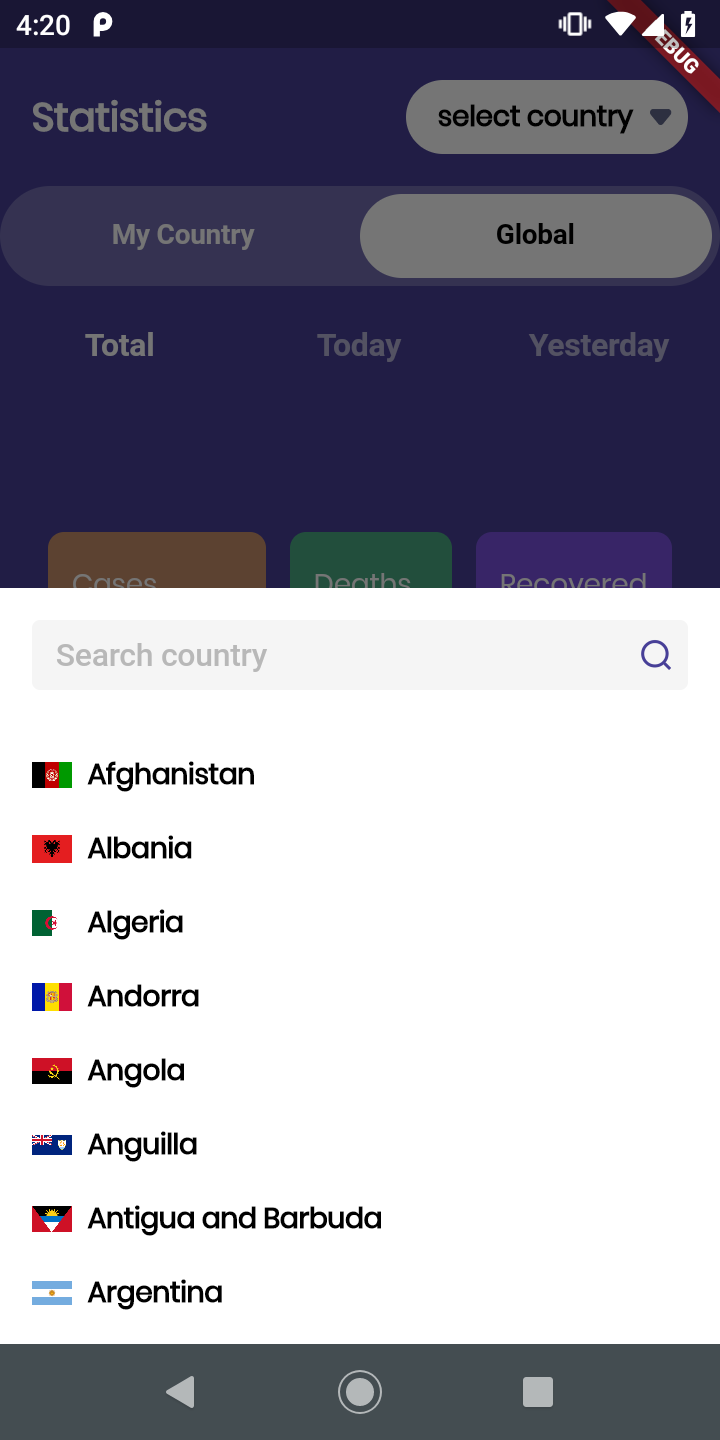 4:20
EBUG
Statistics
select country
My Country
Global
Total
Today
Yesterday
Cases
Deaths
Recovered
Search country
Afghanistan
Albania
Algeria
Andorra
Angola
Anguilla
Antigua and Barbuda
Argentina